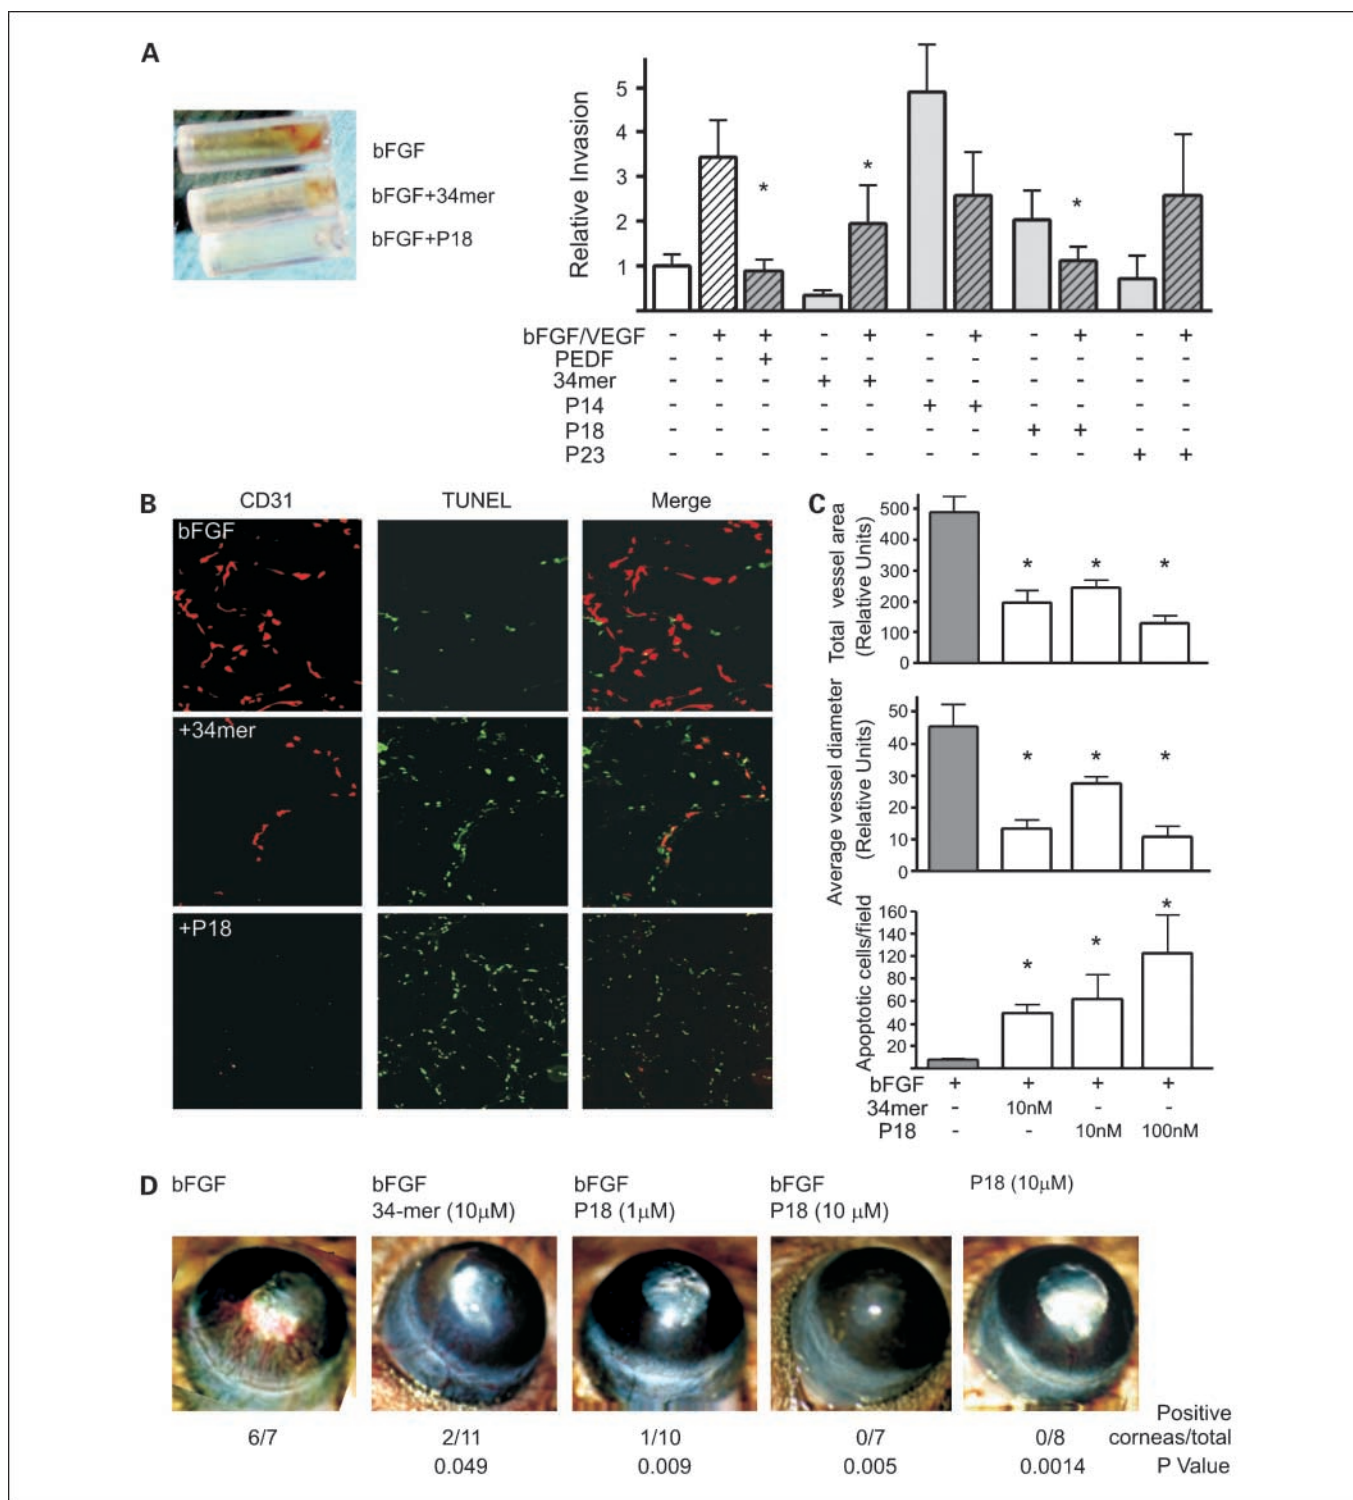 A
bFGF
bFGF+34mer
bFGF+P18
Relative Invasion
5
4
3
2
1
bFGF/VEGF - + + - + - + - + - +
PEDF - - + - - - - - - - -
34mer - - - + + - - - - - -
P14 - - - - - + + - - - -
P18 - - - - - - - + + - -
P23 - - - - - - - - - + +
* * *
B
CD31 TUNEL Merge
bFGF
+34mer
+P18
C
Total vessel area
(Relative Units)
500
400
300
200
100
0
* * *
Average vessel diameter
(Relative Units)
50
40
30
20
10
0
* * *
Apoptotic cells/field
160
140
120
80
60
40
20
* * *
bFGF + + + +
34mer - 10nM - -
P18 - - 10nM 100nM
D
bFGF
bFGF
34-mer (10μM)
bFGF
P18 (1μM)
bFGF
P18 (10 μM)
P18 (10μM)
6/7 2/11 1/10 0/7 0/8 Positive
corneas/total
0.049 0.009 0.005 0.0014 P Value